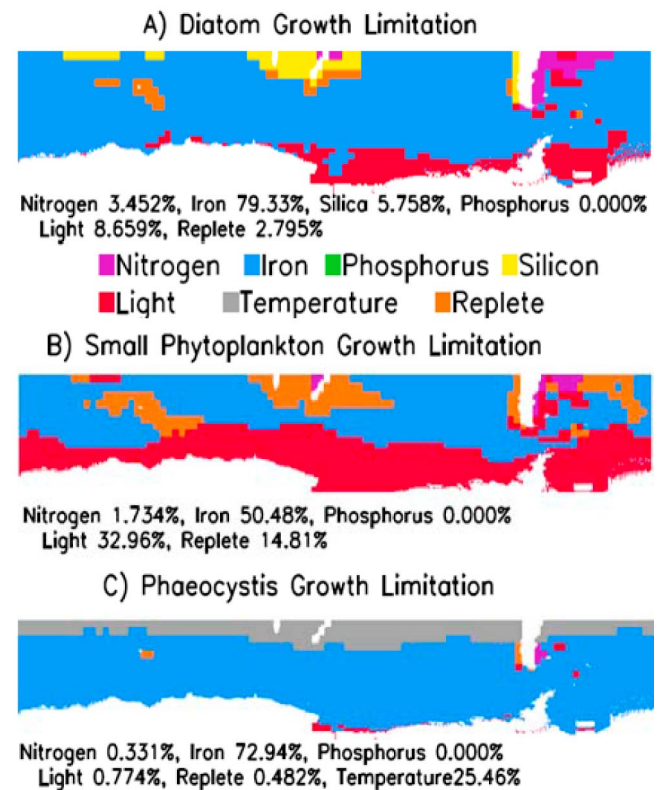 A) Diatom Growth Limitation
Nitrogen 3.452%, Iron 79.33%, Silica 5.758%, Phosphorus 0.000%
Light 8.659%, Replete 2.795%
Nitrogen Iron Phosphorus Silicon
Light Temperature Replete
B) Small Phytoplankton Growth Limitation
Nitrogen 1.734%, Iron 50.48%, Phosphorus 0.000%
Light 32.96%, Replete 14.81%
C) Phaeocystis Growth Limitation
Nitrogen 0.331%, Iron 72.94%, Phosphorus 0.000%
Light 0.774%, Replete 0.482%, Temperature25.46%